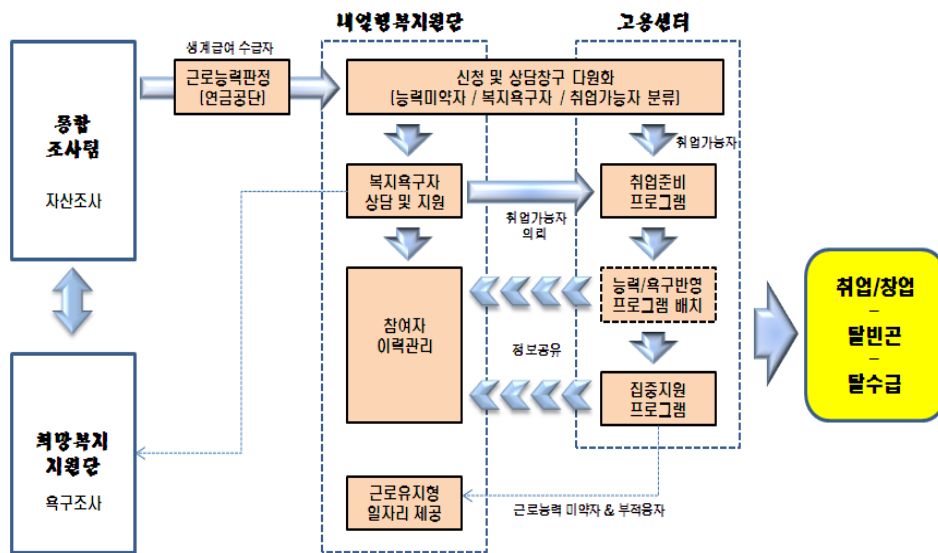 내일행복지원단
고용센터
생계급여 수급자
근로능력판정
(연금공단)
신청 및 상담창구 다원화
(능력미약자 / 복지욕구자 / 취업가능자 분류)
종합
조사팀
자산조사
취업가능자
복지욕구자
상담 및 지원
취업준비
프로그램
취업가능자
의뢰
참여자
이력관리
능력/욕구반영
프로그램 배치
정보공유
집중지원
프로그램
취업/창업
–
탈빈곤
–
탈수급
희망복지
지원단
욕구조사
근로유지형
일자리 제공
근로능력 미약자 & 부적응자